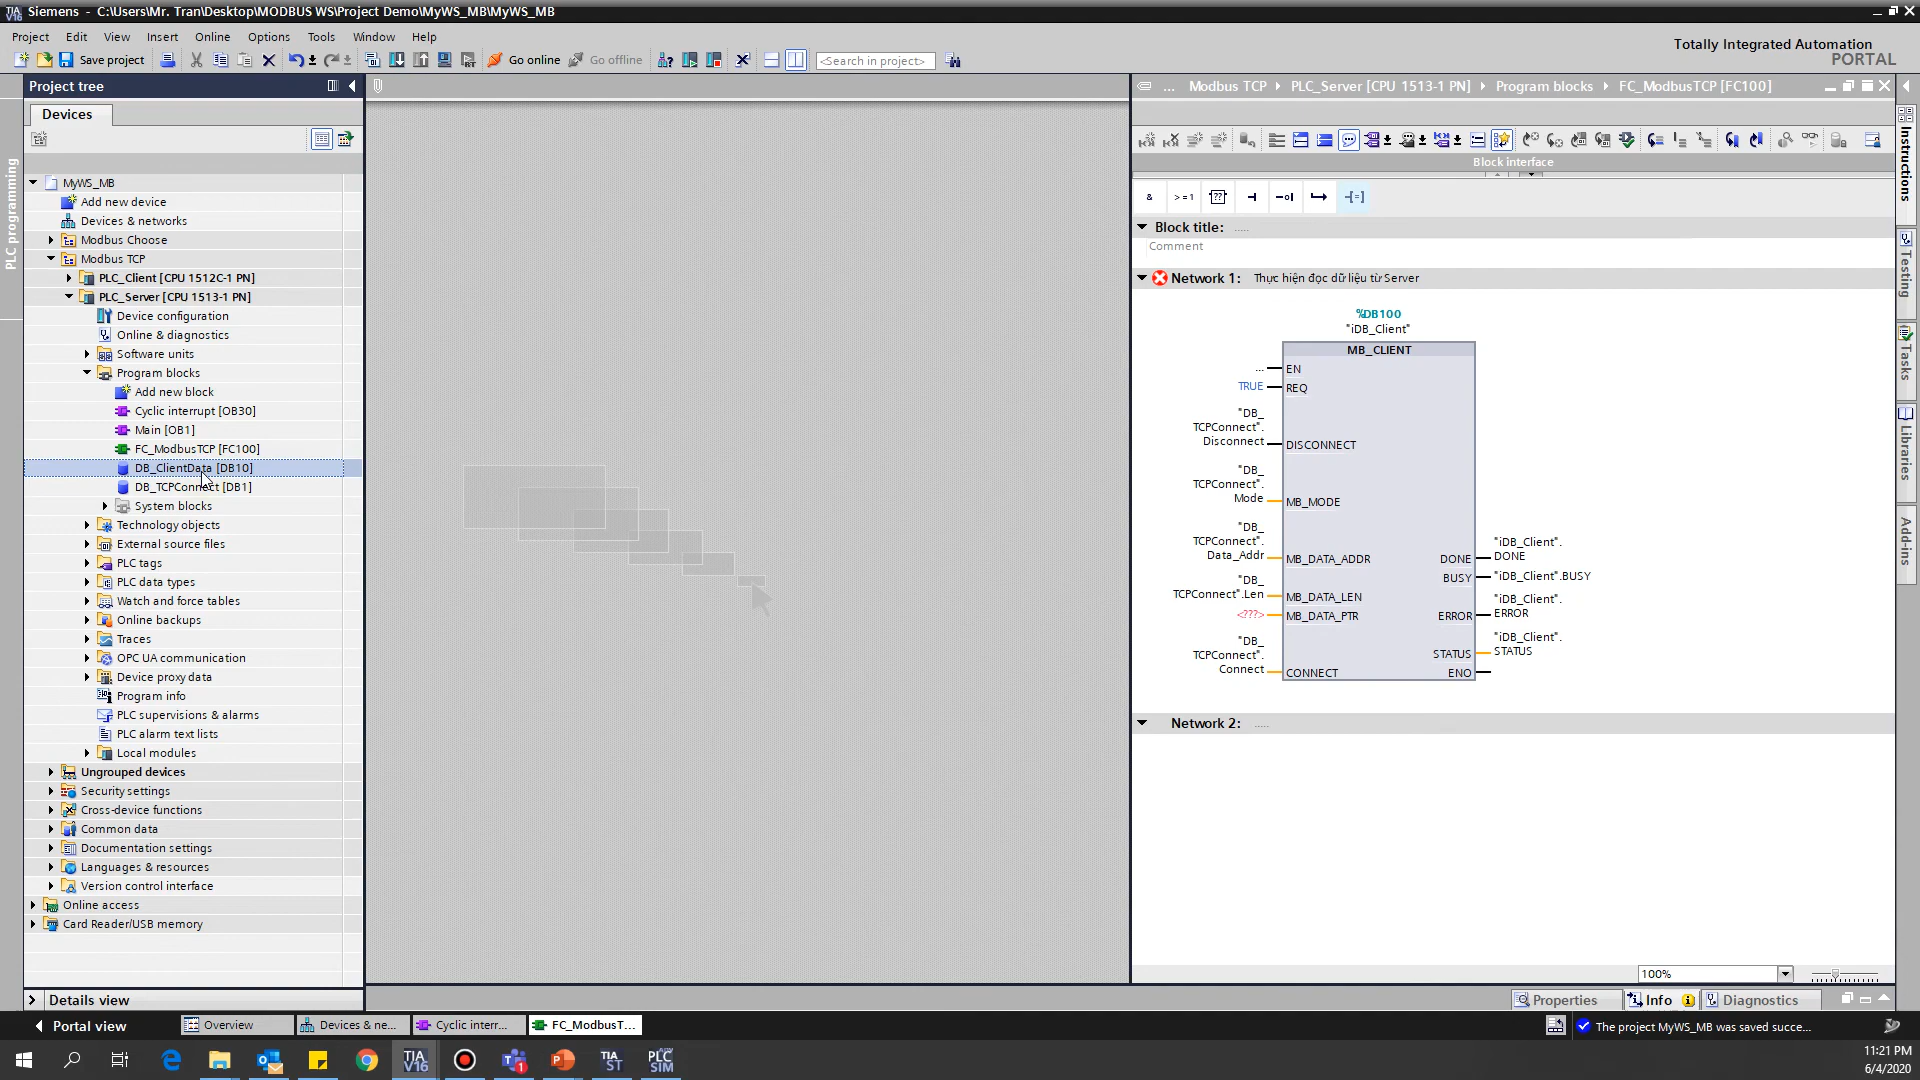 Siemens - C:\Users\Mr. Tran\Desktop\MODBUS WS\Project Demo\MyWS_MB\MyWS_MB
Project Edit View Insert Online Options Tools Window Help
Totally Integrated Automation
PORTAL
Save project
Go online
Go offline
<Search in project>
Project tree
Devices
PLC programming
MyWS_MB
Add new device
Devices & networks
Modbus Choose
Modbus TCP
PLC_Client [CPU 1512C-1 PN]
PLC_Server [CPU 1513-1 PN]
Device configuration
Online & diagnostics
Software units
Program blocks
Add new block
Cyclic interrupt [OB30]
Main [OB1]
FC_ModbusTCP [FC100]
DB_ClientData [DB10]
DB_TCPConnect [DB1]
System blocks
Technology objects
External source files
PLC tags
PLC data types
Watch and force tables
Online backups
Traces
OPC UA communication
Device proxy data
Program info
PLC supervisions & alarms
PLC alarm text lists
Local modules
Ungrouped devices
Security settings
Cross-device functions
Common data
Documentation settings
Languages & resources
Version control interface
Online access
Card Reader/USB memory
Details view
... Modbus TCP PLC_Server [CPU 1513-1 PN] Program blocks FC_ModbusTCP [FC100]
Block interface
& >=1 ??
Block title: .....
Comment
Network 1: Thực hiện đọc dữ liệu từ Server
%DB100
"iDB_Client"
MB_CLIENT
... EN
TRUE REQ
"DB_
TCPConnect".
Disconnect DISCONNECT
"DB_
TCPConnect".
Mode MB_MODE
"DB_
TCPConnect".
Data_Addr MB_DATA_ADDR
"DB_
TCPConnect".Len MB_DATA_LEN
<???> MB_DATA_PTR
"DB_
TCPConnect".
Connect CONNECT
"iDB_Client".
DONE DONE
BUSY "iDB_Client".BUSY
"iDB_Client".
ERROR ERROR
"iDB_Client".
STATUS STATUS
ENO
Network 2: .....
100%
Properties Info Diagnostics
Instructions
Testing
Tasks
Libraries
Add-ins
Portal view
Overview
Devices & ne...
Cyclic interr...
FC_ModbusT...
The project MyWS_MB was saved succe...
TIA
V16
1
TIA
ST
PLC
SIM
11:21 PM
6/4/2020